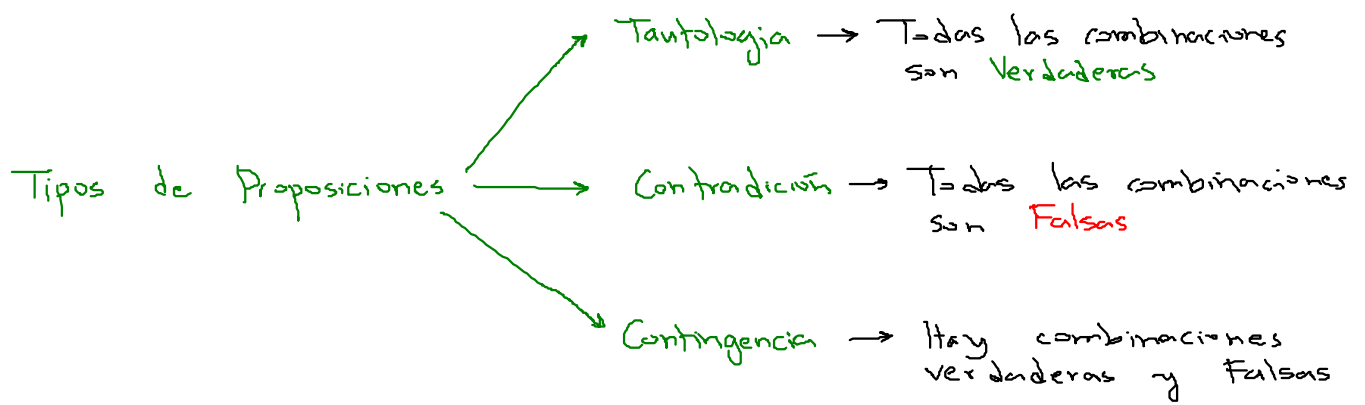 Tautologia → Todas las combinaciones
son Verdaderas
Tipos de Proposiciones
Contradición → Todas las combinaciones
son Falsas
Contingencia → Hay combinaciones
verdaderas y Falsas